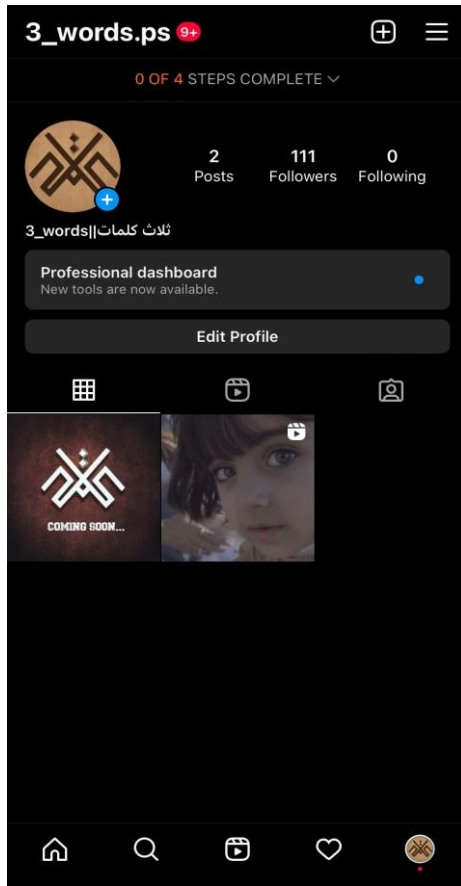 3_words.ps 9+
0 OF 4 STEPS COMPLETE
2 111 0
Posts Followers Following
3_words||ثلاث كلمات
Professional dashboard
New tools are now available.
Edit Profile
COMING SOON...